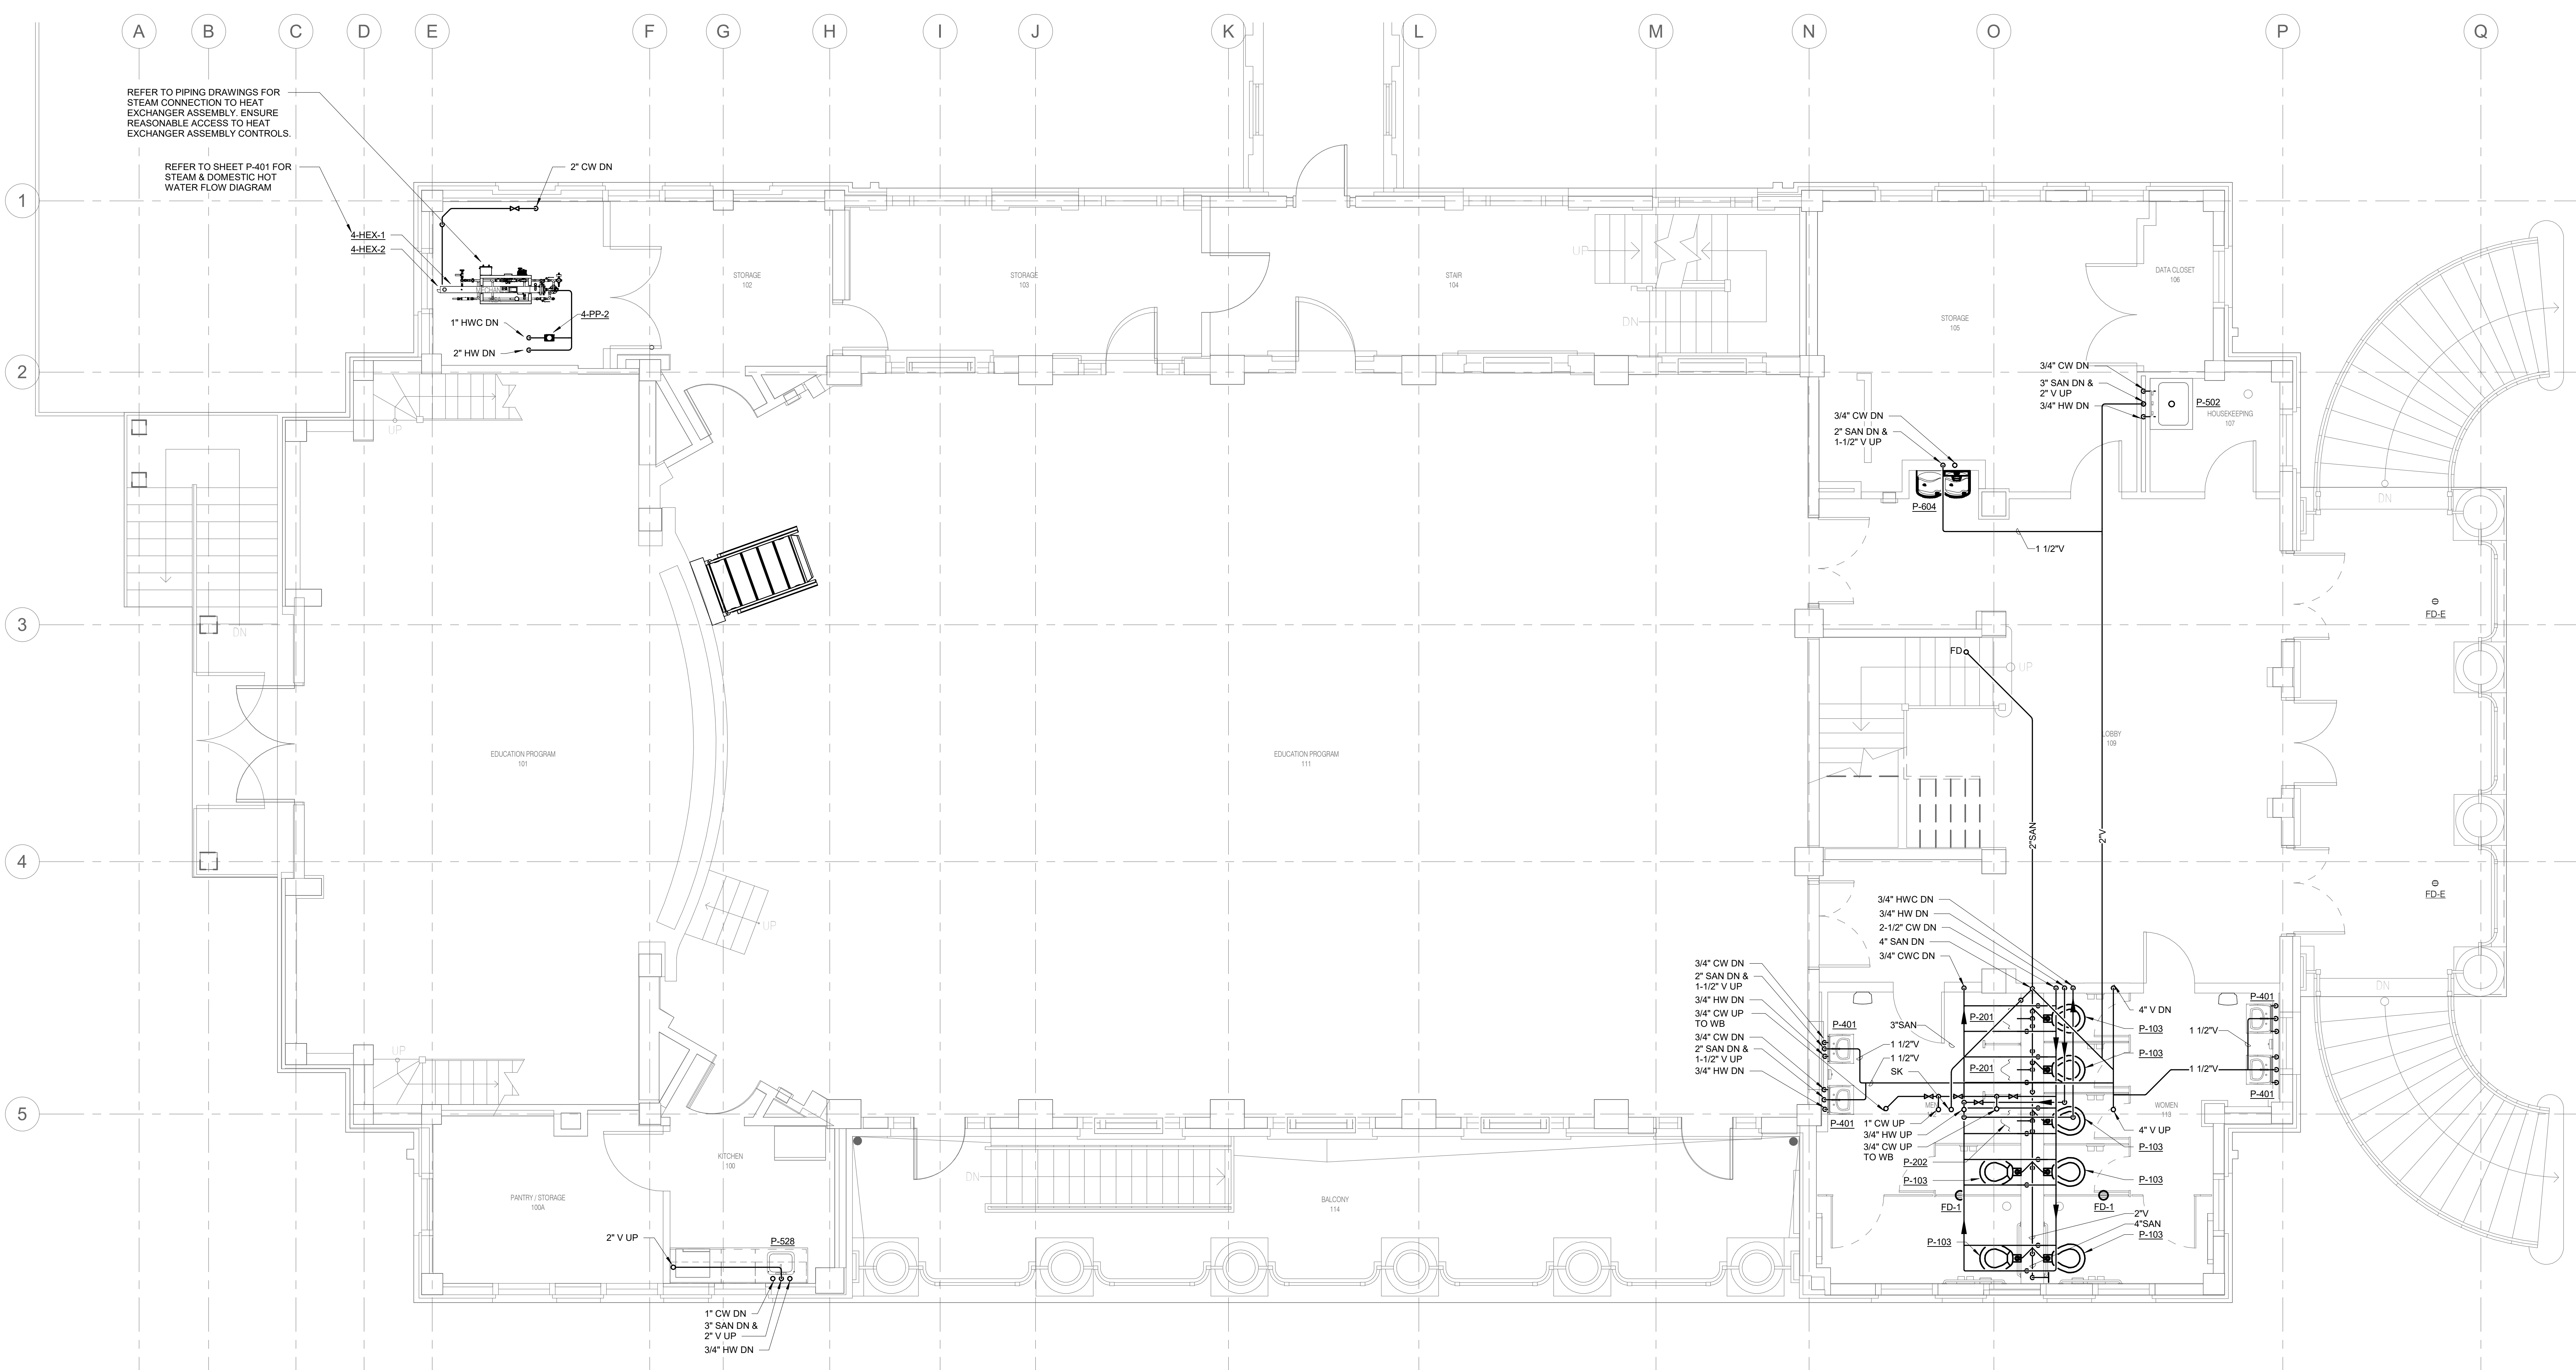 A B C D E F G H I J K L M N O P Q
REFER TO PIPING DRAWINGS FOR
STEAM CONNECTION TO HEAT
EXCHANGER ASSEMBLY. ENSURE
REASONABLE ACCESS TO HEAT
EXCHANGER ASSEMBLY CONTROLS.
REFER TO SHEET P-401 FOR
STEAM & DOMESTIC HOT
WATER FLOW DIAGRAM
2" CW DN
1
4-HEX-1
4-HEX-2
4-PP-2
1" HWC DN
2" HW DN
STORAGE
102
STORAGE
103
STAIR
104
UP
DN
STORAGE
105
DATA CLOSET
106
2
3/4" CW DN
3" SAN DN &
2" V UP
3/4" HW DN
P-502
HOUSEKEEPING
107
UP
3/4" CW DN
2" SAN DN &
1-1/2" V UP
P-604
1 1/2"V
DN
FD-E
3
DN
FD
UP
EDUCATION PROGRAM
101
EDUCATION PROGRAM
111
LOBBY
109
2"SAN
2"V
4
FD-E
UP
3/4" HWC DN
3/4" HW DN
2-1/2" CW DN
4" SAN DN
3/4" CWC DN
3/4" CW DN
2" SAN DN &
1-1/2" V UP
3/4" HW DN
3/4" CW UP
TO WB
3/4" CW DN
2" SAN DN &
1-1/2" V UP
3/4" HW DN
DN
P-401
P-401
3"SAN
1 1/2"V
1 1/2"V
SK
P-201
P-201
4" V DN
P-103
P-103
1 1/2"V
1 1/2"V
P-401
P-401
UP
5
WOMEN
113
1" CW UP
3/4" HW UP
3/4" CW UP
TO WB
P-202
P-103
4" V UP
P-103
P-103
FD-1
FD-1
2"V
4"SAN
P-103
P-103
KITCHEN
100
PANTRY / STORAGE
100A
DN
BALCONY
114
2" V UP
P-528
1" CW DN
3" SAN DN &
2" V UP
3/4" HW DN